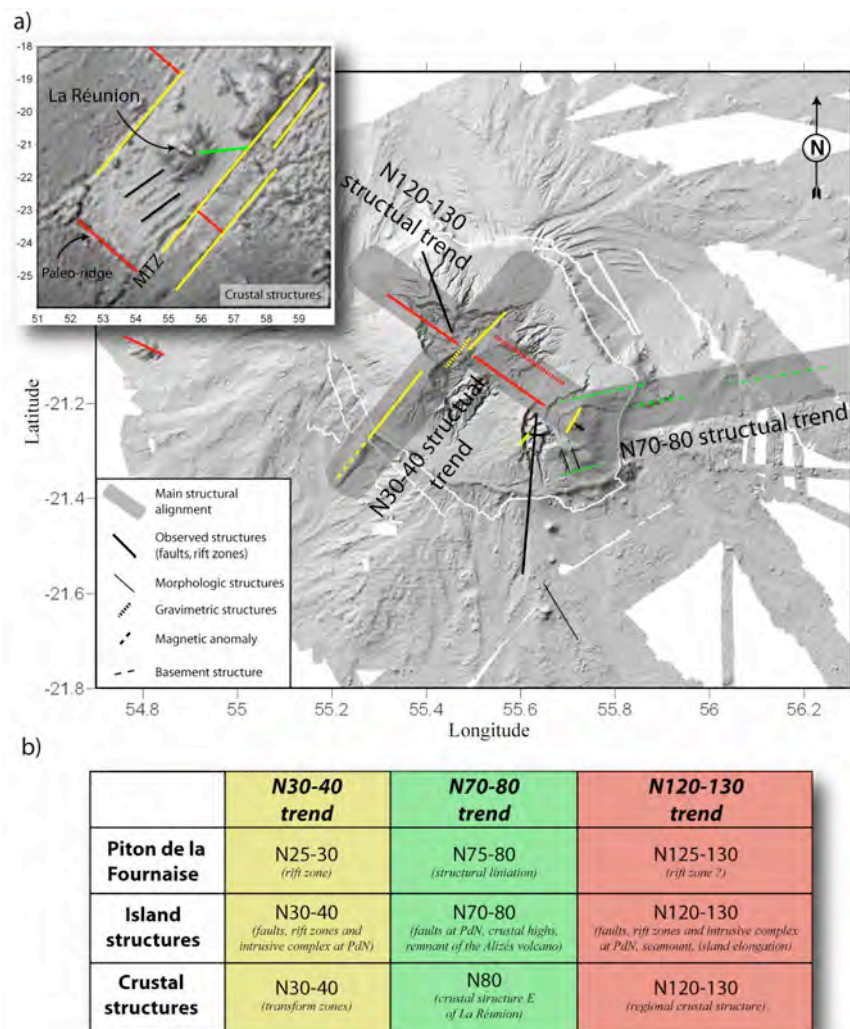 a)
-18
-19
-20
-21
-22
-23
-24
-25
La Réunion
Paleo-ridge
MTZ
Crustal structures
51 52 53 54 55 56 57 58 59
N
N120-130
structual trend
N30-40 structual
trend
N70-80 structual trend
Latitude
-21.2
-21.4
-21.6
-21.8
54.8 55 55.2 55.4 55.6 55.8 56 56.2
Longitude
Main structural
alignment
Observed structures
(faults, rift zones)
Morphologic structures
Gravimetric structures
Magnetic anomaly
Basement structure
b)
N30-40
trend
N70-80
trend
N120-130
trend
Piton de la
Fournaise
N25-30
(rift zone)
N75-80
(structural liniation)
N125-130
(rift zone ?)
Island
structures
N30-40
(faults, rift zones and
intrusive complex at PdN)
N70-80
(faults at PdN, crustal highs,
remnant of the Alizés volcano)
N120-130
(faults, rift zones and intrusive complex
at PdN, seamount, island elongation)
Crustal
structures
N30-40
(transform zones)
N80
(crustal structure E
of La Réunion)
N120-130
(regional crustal structure)